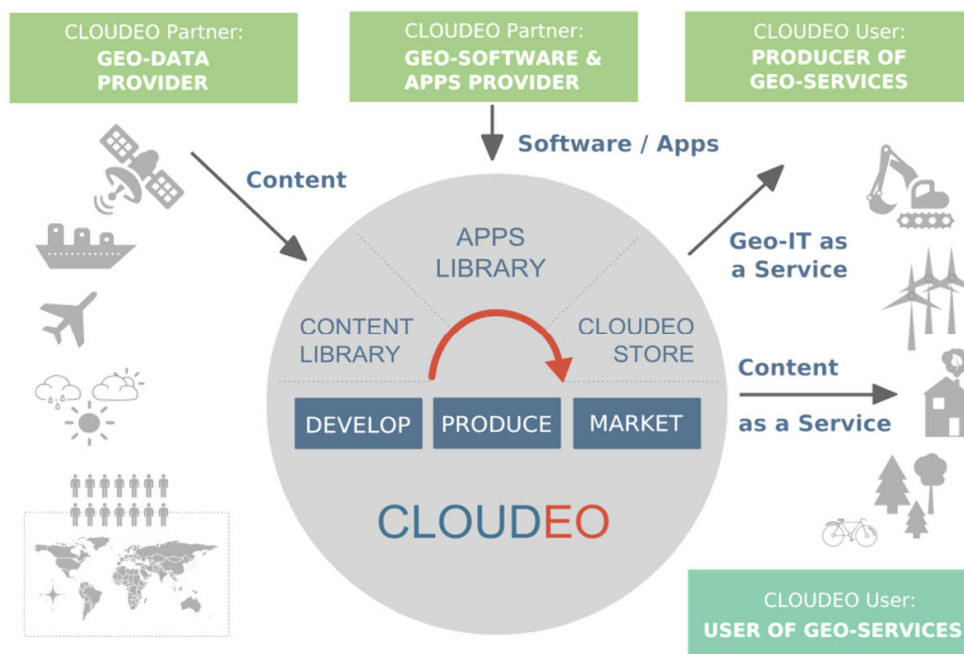 CLOUDEO Partner:
GEO-DATA
PROVIDER
CLOUDEO Partner:
GEO-SOFTWARE &
APPS PROVIDER
CLOUDEO User:
PRODUCER OF
GEO-SERVICES
Content
Software / Apps
APPS
LIBRARY
Geo-IT as
a Service
CONTENT
LIBRARY
CLOUDEO
STORE
Content
as a Service
DEVELOP
PRODUCE
MARKET
CLOUDEO
CLOUDEO User:
USER OF GEO-SERVICES